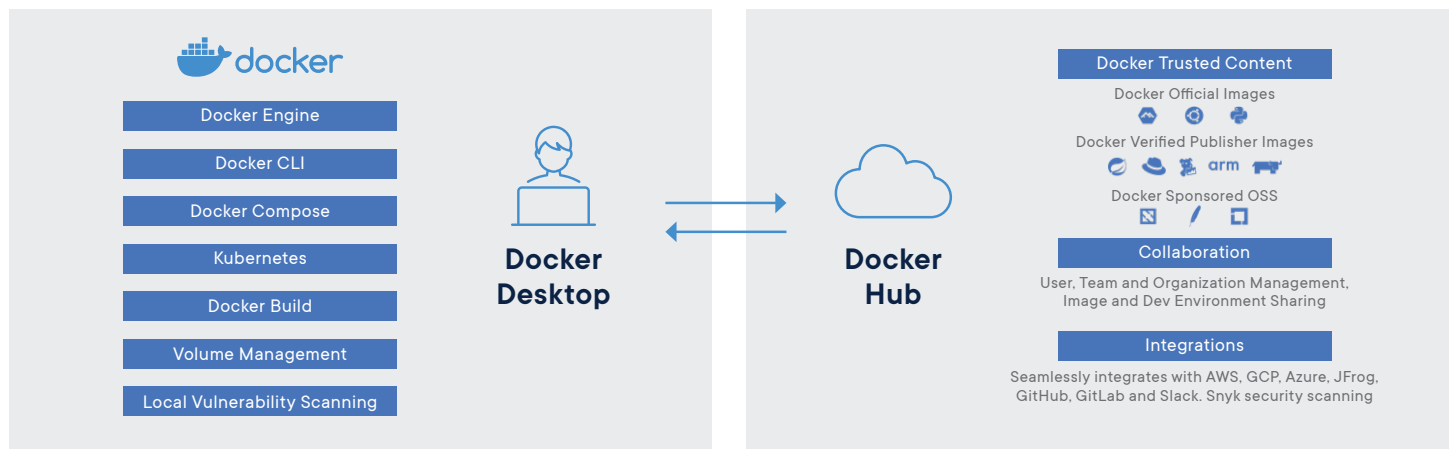 docker
Docker Engine
Docker CLI
Docker Compose
Kubernetes
Docker Build
Volume Management
Local Vulnerability Scanning
Docker
Desktop
Docker
Hub
Docker Trusted Content
Docker Official Images
Docker Verified Publisher Images
arm
Docker Sponsored OSS
Collaboration
User, Team and Organization Management,
Image and Dev Environment Sharing
Integrations
Seamlessly integrates with AWS, GCP, Azure, JFrog,
GitHub, GitLab and Slack. Snyk security scanning